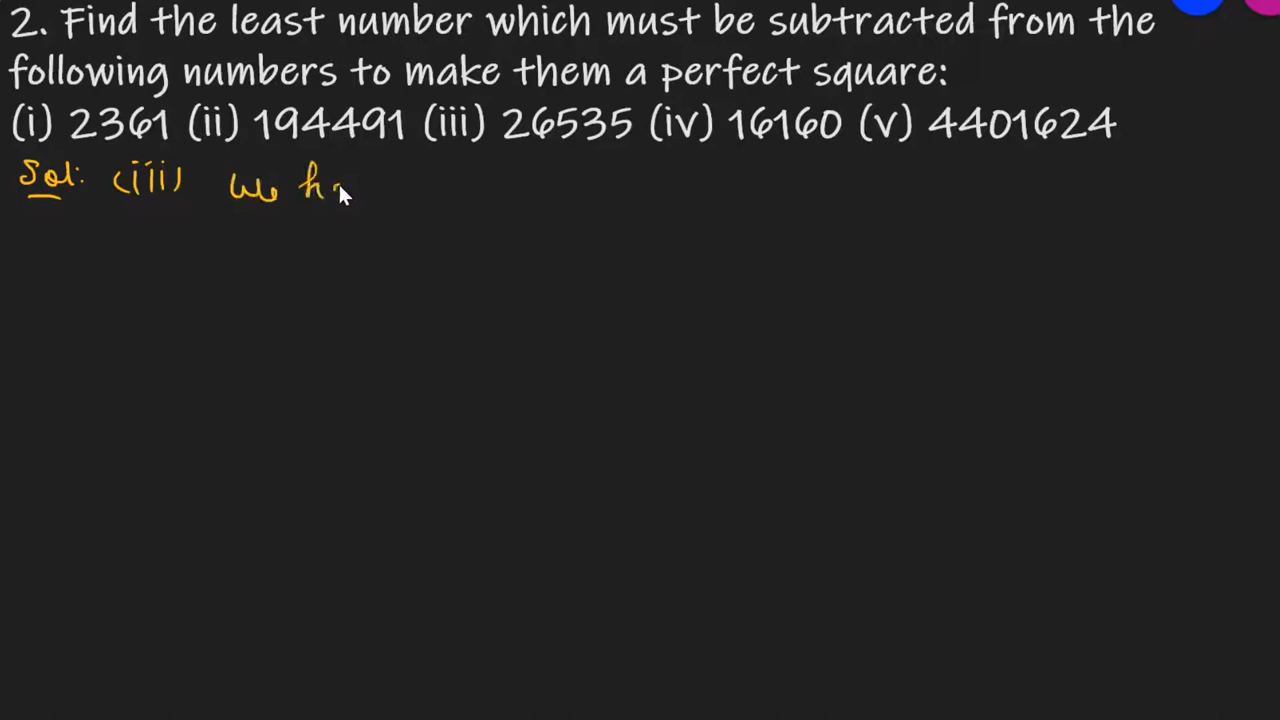 2. Find the least number which must be subtracted from the
following numbers to make them a perfect square:
(i) 2361 (ii) 194491 (iii) 26535 (iv) 16160 (v) 4401624
Sol: (iii) We h